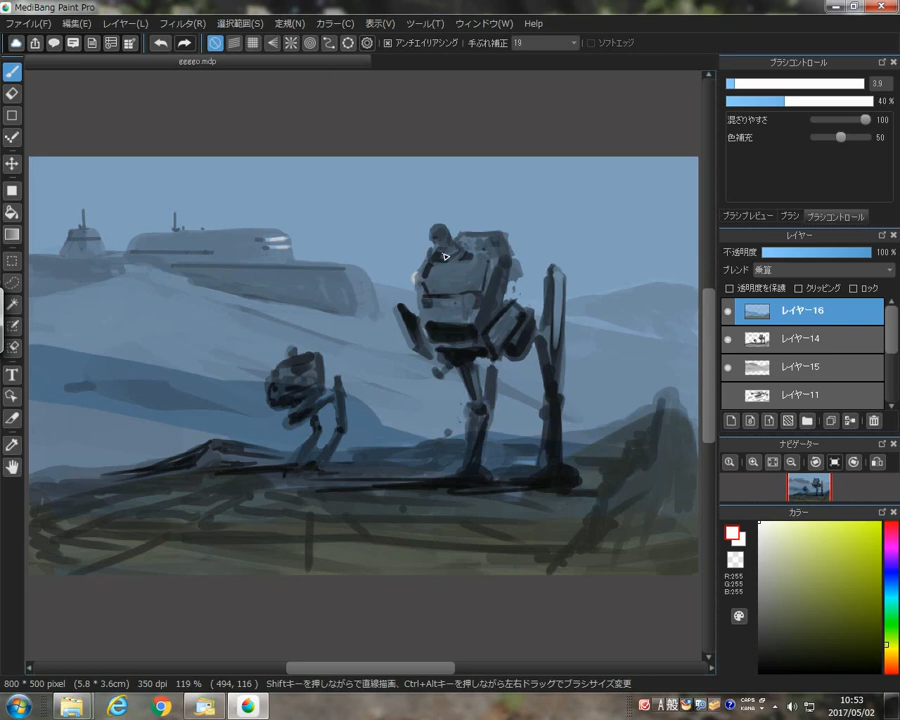 MediBang Paint Pro
ファイル(F) 編集(E) レイヤー(L) フィルタ(R) 選択範囲(S) 定規(N) カラー(C) 表示(V) ツール(T) ウィンドウ(W) Help
アンチエイリアシング 手ぶれ補正 19 ソフトエッジ
ggggo.mdp
ブラシコントロール
3.9
40 %
混ざりやすさ 100
色補充 50
ブラシプレビュー ブラシ ブラシコントロール
レイヤー
不透明度 100 %
ブレンド 乗算
透明度を保護 クリッピング ロック
レイヤー16
レイヤー14
レイヤー15
レイヤー11
ナビゲーター
カラー
R:255
G:255
B:255
800 * 500 pixel (5.8 * 3.6cm) 350 dpi 119 % ( 494, 116 ) Shiftキーを押しながらで直線描画、Ctrl+Altキーを押しながら左右ドラッグでブラシサイズ変更
A 般 CAPS KANA
10:53
2017/05/02